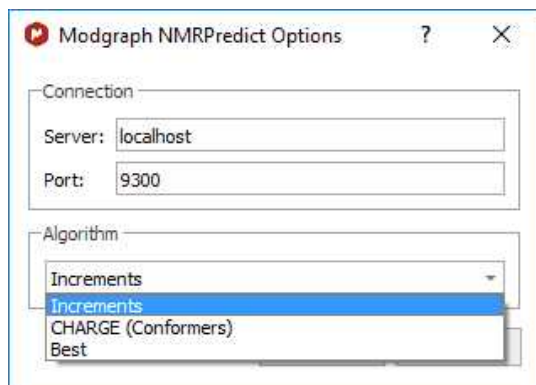 Modgraph NMRPredict Options ? X
Connection
Server: localhost
Port: 9300
Algorithm
Increments
Increments
CHARGE (Conformers)
Best